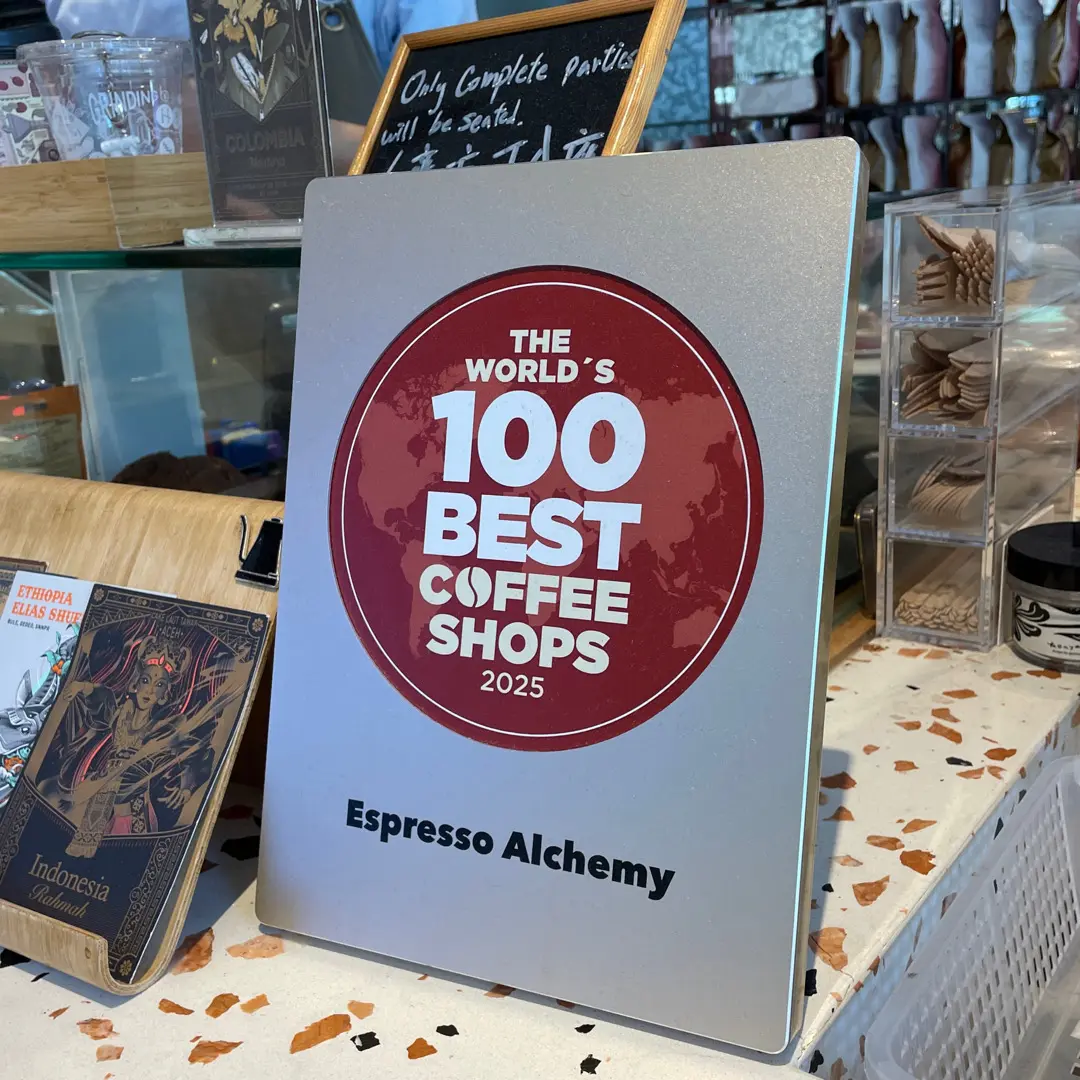 Only Complete parties
will be seated.
GRINDING
COLOMBIA
THE
WORLD´S
100
BEST
COFFEE
SHOPS
2025
Espresso Alchemy
ETHIOPIA
ELIAS
ACEH
Indonesia
Rahmah